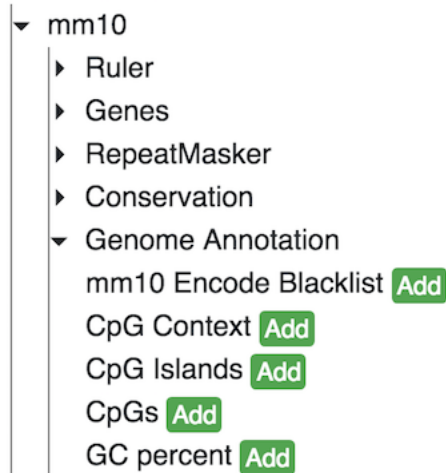 mm10
Ruler
Genes
RepeatMasker
Conservation
Genome Annotation
mm10 Encode Blacklist Add
CpG Context Add
CpG Islands Add
CpGs Add
GC percent Add